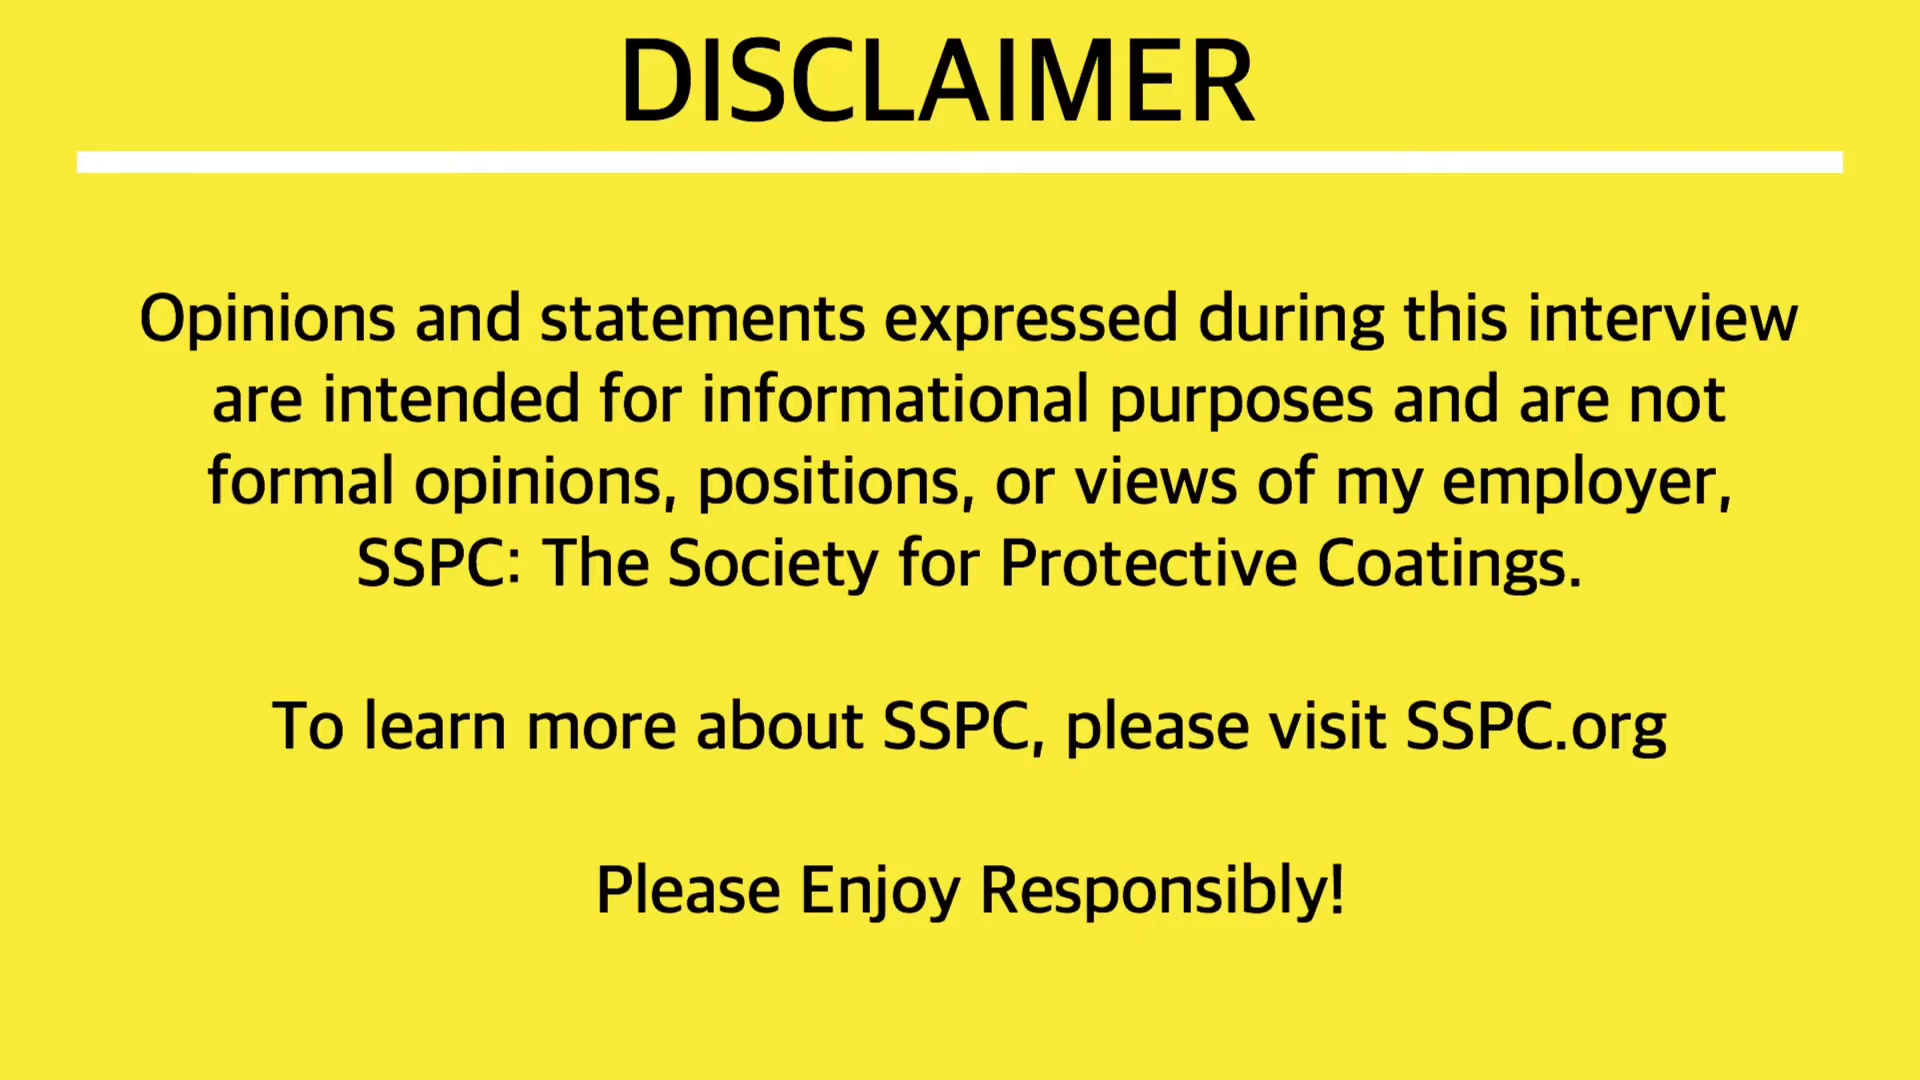 DISCLAIMER
Opinions and statements expressed during this interview
are intended for informational purposes and are not
formal opinions, positions, or views of my employer,
SSPC: The Society for Protective Coatings.
To learn more about SSPC, please visit SSPC.org
Please Enjoy Responsibly!